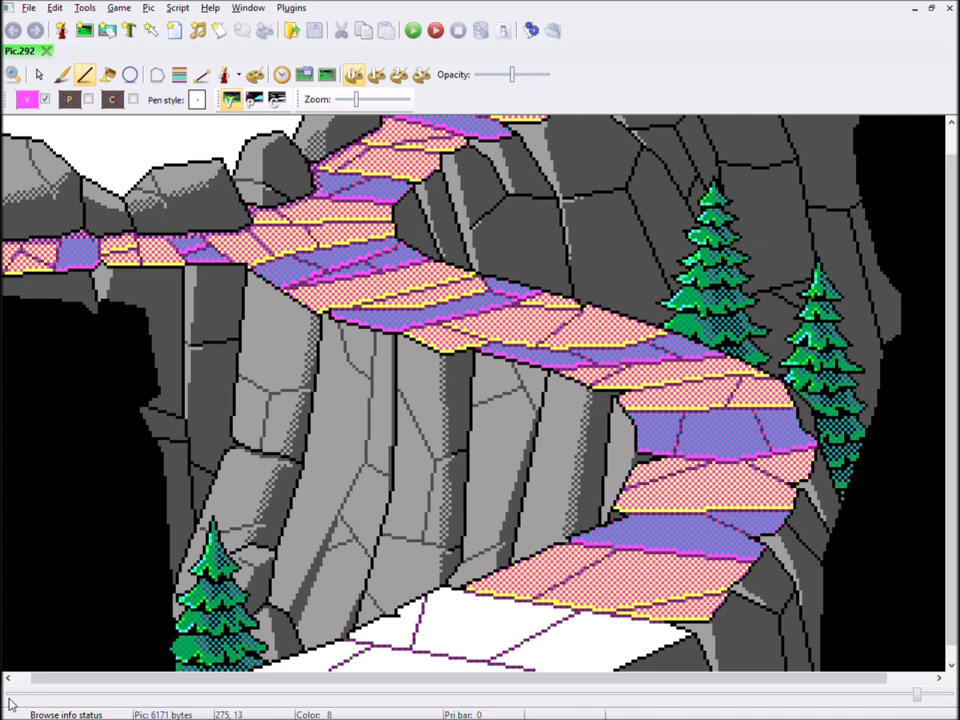 File Edit Tools Game Pic Script Help Window Plugins
Pic.292
Opacity:
V P C Pen style: V P C Zoom:
Browse info status Pic: 6171 bytes 275, 13 Color: 8 Pri bar: 0